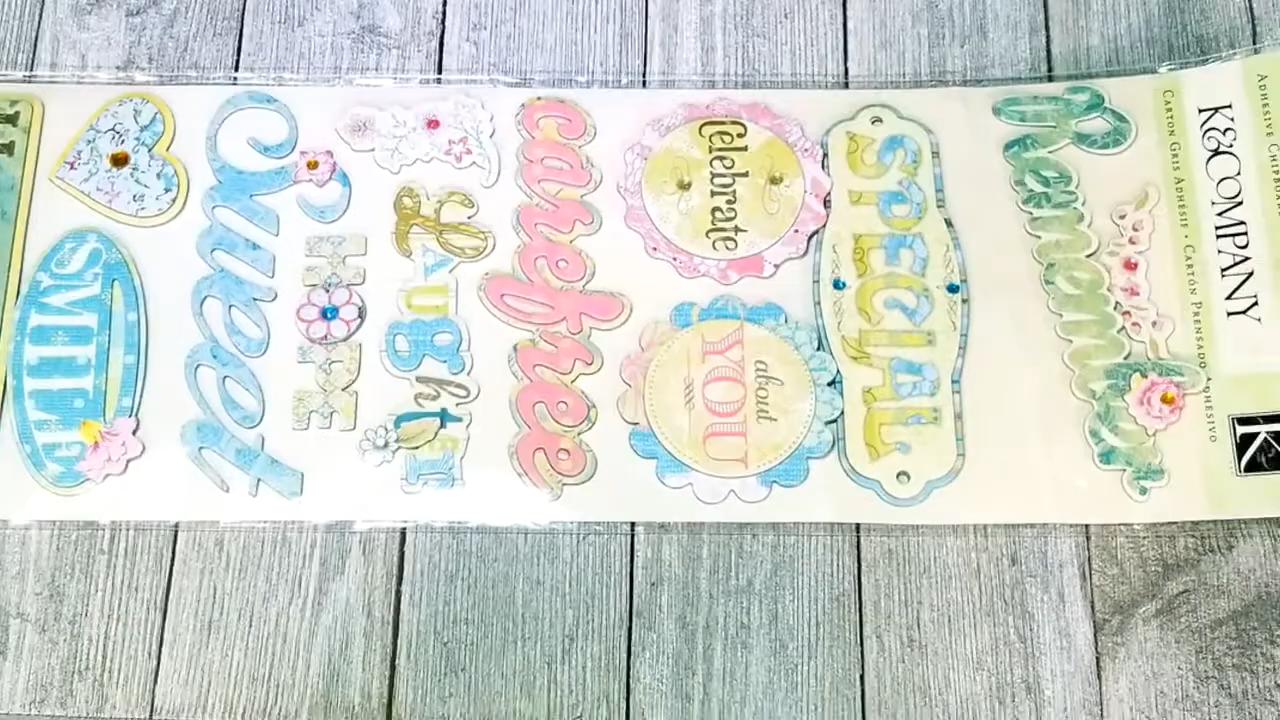 ADHESIVE CHIPBOARD
K&COMPANY
CARTON GRIS ADHÉSIF • CARTÓN PRENSADO ADHESIVO
K
Remember
SPECIAL
Celebrate
about
YOU
carefree
Laughter
HOPE
Sweet
SMILE